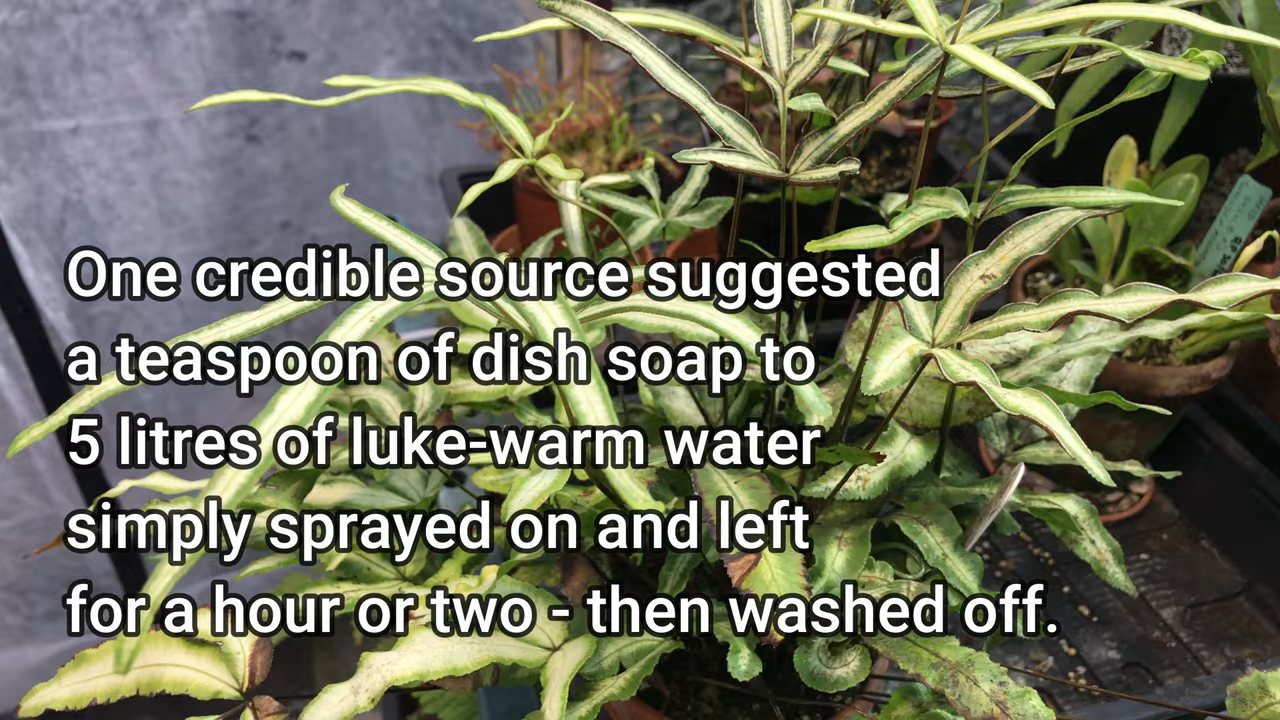 One credible source suggested
a teaspoon of dish soap to
5 litres of luke-warm water
simply sprayed on and left
for a hour or two - then washed off.